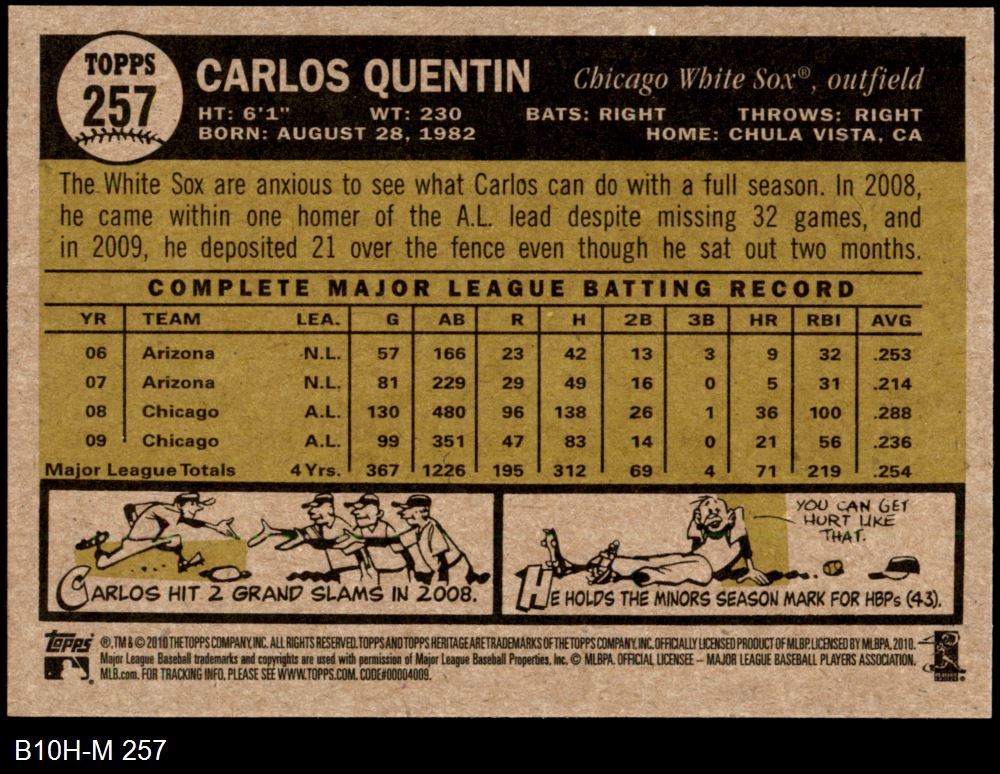 TOPPS
257
CARLOS QUENTIN Chicago White Sox®, outfield
HT: 6'1" WT: 230 BATS: RIGHT THROWS: RIGHT
BORN: AUGUST 28, 1982 HOME: CHULA VISTA, CA
The White Sox are anxious to see what Carlos can do with a full season. In 2008,
he came within one homer of the A.L. lead despite missing 32 games, and
in 2009, he deposited 21 over the fence even though he sat out two months.
COMPLETE MAJOR LEAGUE BATTING RECORD
YR TEAM LEA. G AB R H 2B 3B HR RBI AVG
06 Arizona N.L. 57 166 23 42 13 3 9 32 .253
07 Arizona N.L. 81 229 29 49 16 0 5 31 .214
08 Chicago A.L. 130 480 96 138 26 1 36 100 .288
09 Chicago A.L. 99 351 47 83 14 0 21 56 .236
Major League Totals 4 Yrs. 367 1226 195 312 69 4 71 219 .254
CARLOS HIT 2 GRAND SLAMS IN 2008.
YOU CAN GET
HURT LIKE
THAT.
HE HOLDS THE MINORS SEASON MARK FOR HBPs (43).
Topps ®, TM & © 2010 THE TOPPS COMPANY, INC. ALL RIGHTS RESERVED. TOPPS AND TOPPS HERITAGE ARE TRADEMARKS OF THE TOPPS COMPANY, INC. OFFICIALLY LICENSED PRODUCT OF MLBP. LICENSED BY MLBPA, 2010.
Major League Baseball trademarks and copyrights are used with permission of Major League Baseball Properties, Inc. © MLBPA. OFFICIAL LICENSEE – MAJOR LEAGUE BASEBALL PLAYERS ASSOCIATION.
MLB.com. FOR TRACKING INFO, PLEASE SEE WWW.TOPPS.COM. CODE#00004009.
B10H-M 257